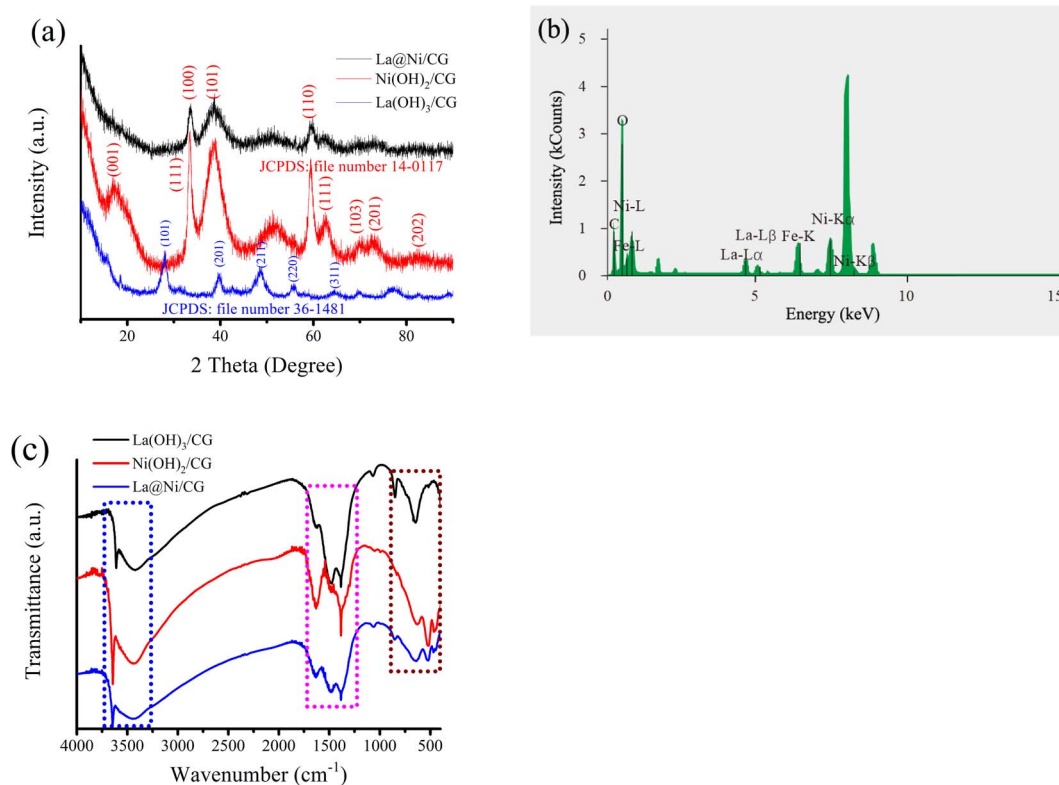 (a)
La@Ni/CG
Ni(OH)₂/CG
La(OH)₃/CG
(001)
(111)
(100)
(101)
(110)
(111)
(103)
(201)
(202)
JCPDS: file number 14-0117
(101)
(201)
(211)
(220)
(311)
JCPDS: file number 36-1481
Intensity (a.u.)
20 40 60 80
2 Theta (Degree)
(b)
Intensity (kCounts)
5
4
3
2
1
0
O
Ni-L
C
Fe-L
La-Lα
La-Lβ
Fe-K
Ni-Kα
Ni-Kβ
0 5 10 15
Energy (keV)
(c)
La(OH)₃/CG
Ni(OH)₂/CG
La@Ni/CG
Transmittance (a.u.)
4000 3500 3000 2500 2000 1500 1000 500
Wavenumber (cm⁻¹)